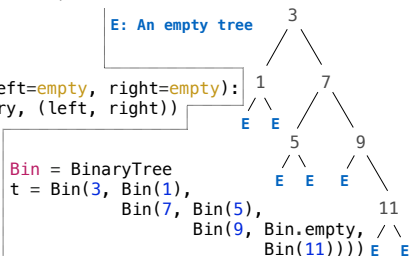 E: An empty tree
3
eft=empty, right=empty):
1
7
ry, (left, right))
E E
5
9
Bin = BinaryTree
E E E
t = Bin(3, Bin(1),
Bin(7, Bin(5),
11
Bin(9, Bin.empty,
Bin(11))))
E E